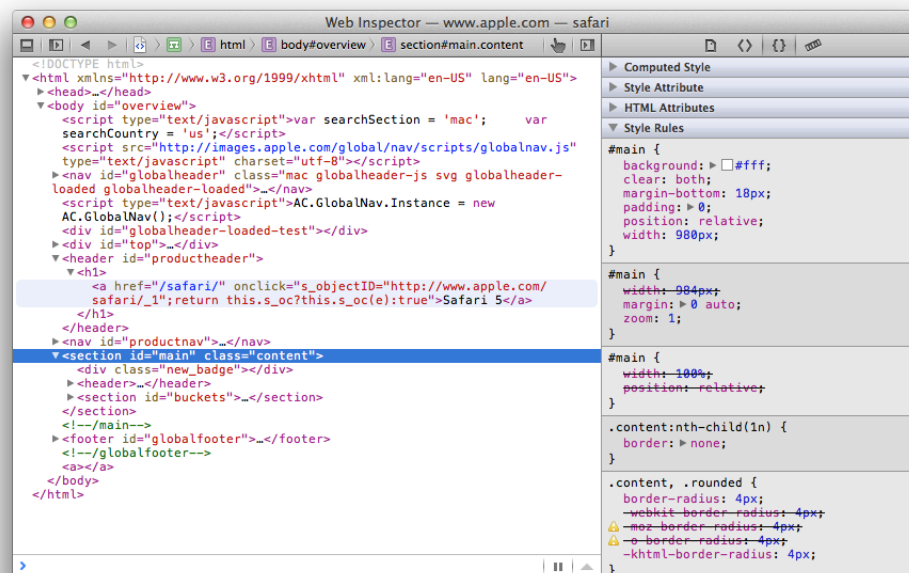 Web Inspector — www.apple.com — safari
E html E body#overview E section#main.content
<!DOCTYPE html>
▼<html xmlns="http://www.w3.org/1999/xhtml" xml:lang="en-US" lang="en-US">
▶<head>…</head>
▼<body id="overview">
<script type="text/javascript">var searchSection = 'mac';     var
searchCountry = 'us';</script>
<script src="http://images.apple.com/global/nav/scripts/globalnav.js"
type="text/javascript" charset="utf-8"></script>
▶<nav id="globalheader" class="mac globalheader-js svg globalheader-
loaded globalheader-loaded">…</nav>
<script type="text/javascript">AC.GlobalNav.Instance = new
AC.GlobalNav();</script>
<div id="globalheader-loaded-test"></div>
▶<div id="top">…</div>
▼<header id="productheader">
▼<h1>
<a href="/safari/" onclick="s_objectID="http://www.apple.com/
safari/_1";return this.s_oc?this.s_oc(e):true">Safari 5</a>
</h1>
</header>
▶<nav id="productnav">…</nav>
▼<section id="main" class="content">
<div class="new_badge"></div>
▶<header>…</header>
▶<section id="buckets">…</section>
</section>
<!--/main-->
▶<footer id="globalfooter">…</footer>
<!--/globalfooter-->
<a></a>
</body>
</html>
▶ Computed Style
▶ Style Attribute
▶ HTML Attributes
▼ Style Rules
#main {
background: ▶ #fff;
clear: both;
margin-bottom: 18px;
padding: ▶ 0;
position: relative;
width: 980px;
}
#main {
width: 984px;
margin: ▶ 0 auto;
zoom: 1;
}
#main {
width: 100%;
position: relative;
}
.content:nth-child(1n) {
border: ▶ none;
}
.content, .rounded {
border-radius: 4px;
-webkit-border-radius: 4px;
-moz-border-radius: 4px;
-o-border-radius: 4px;
-khtml-border-radius: 4px;
}